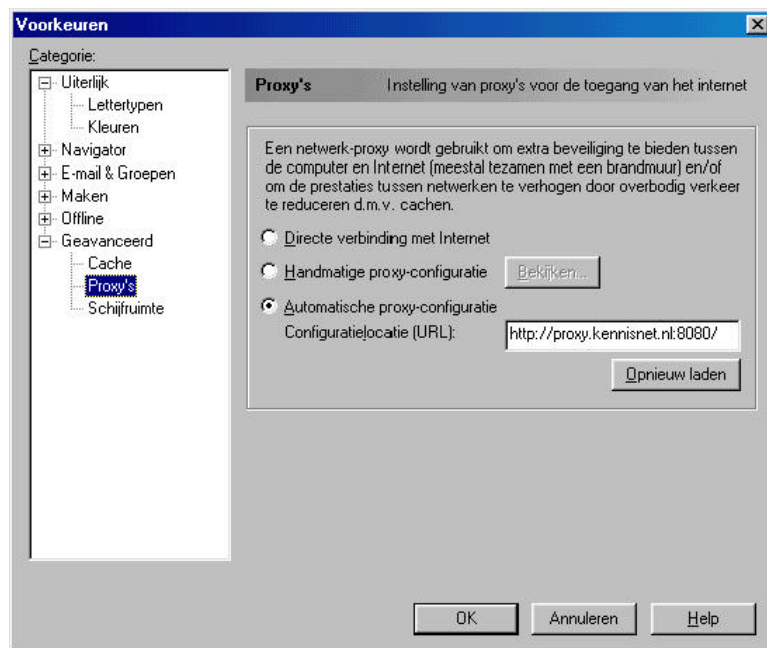 Voorkeuren
Categorie:
Uiterlijk
Lettertypen
Kleuren
Navigator
E-mail & Groepen
Maken
Offline
Geavanceerd
Cache
Proxy's
Schijfruimte
Proxy's
Instelling van proxy's voor de toegang van het internet
Een netwerk-proxy wordt gebruikt om extra beveiliging te bieden tussen
de computer en Internet (meestal tezamen met een brandmuur) en/of
om de prestaties tussen netwerken te verhogen door overbodig verkeer
te reduceren d.m.v. cachen.
Directe verbinding met Internet
Handmatige proxy-configuratie
Bekijken...
Automatische proxy-configuratie
Configuratielocatie (URL):
http://proxy.kennisnet.nl:8080/
Opnieuw laden
OK
Annuleren
Help